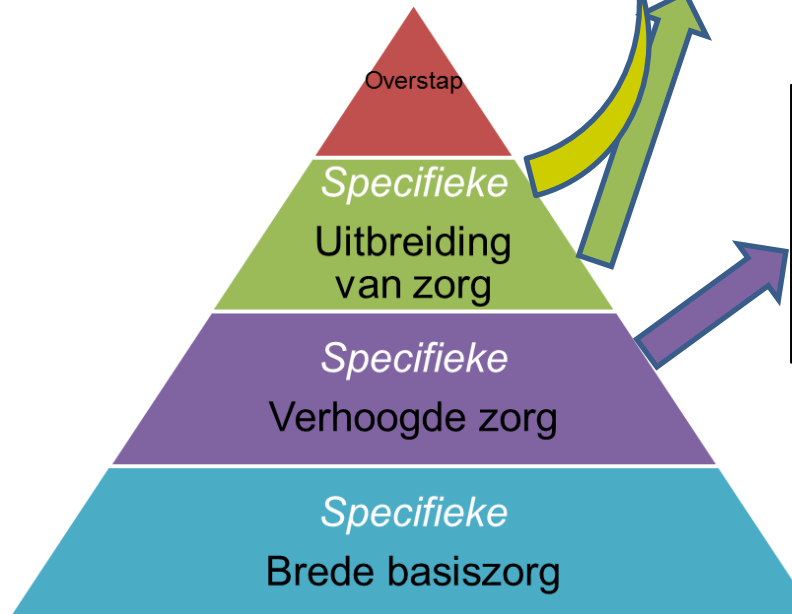 Overstap
Specifieke
Uitbreiding
van zorg
Specifieke
Verhoogde zorg
Specifieke
Brede basiszorg